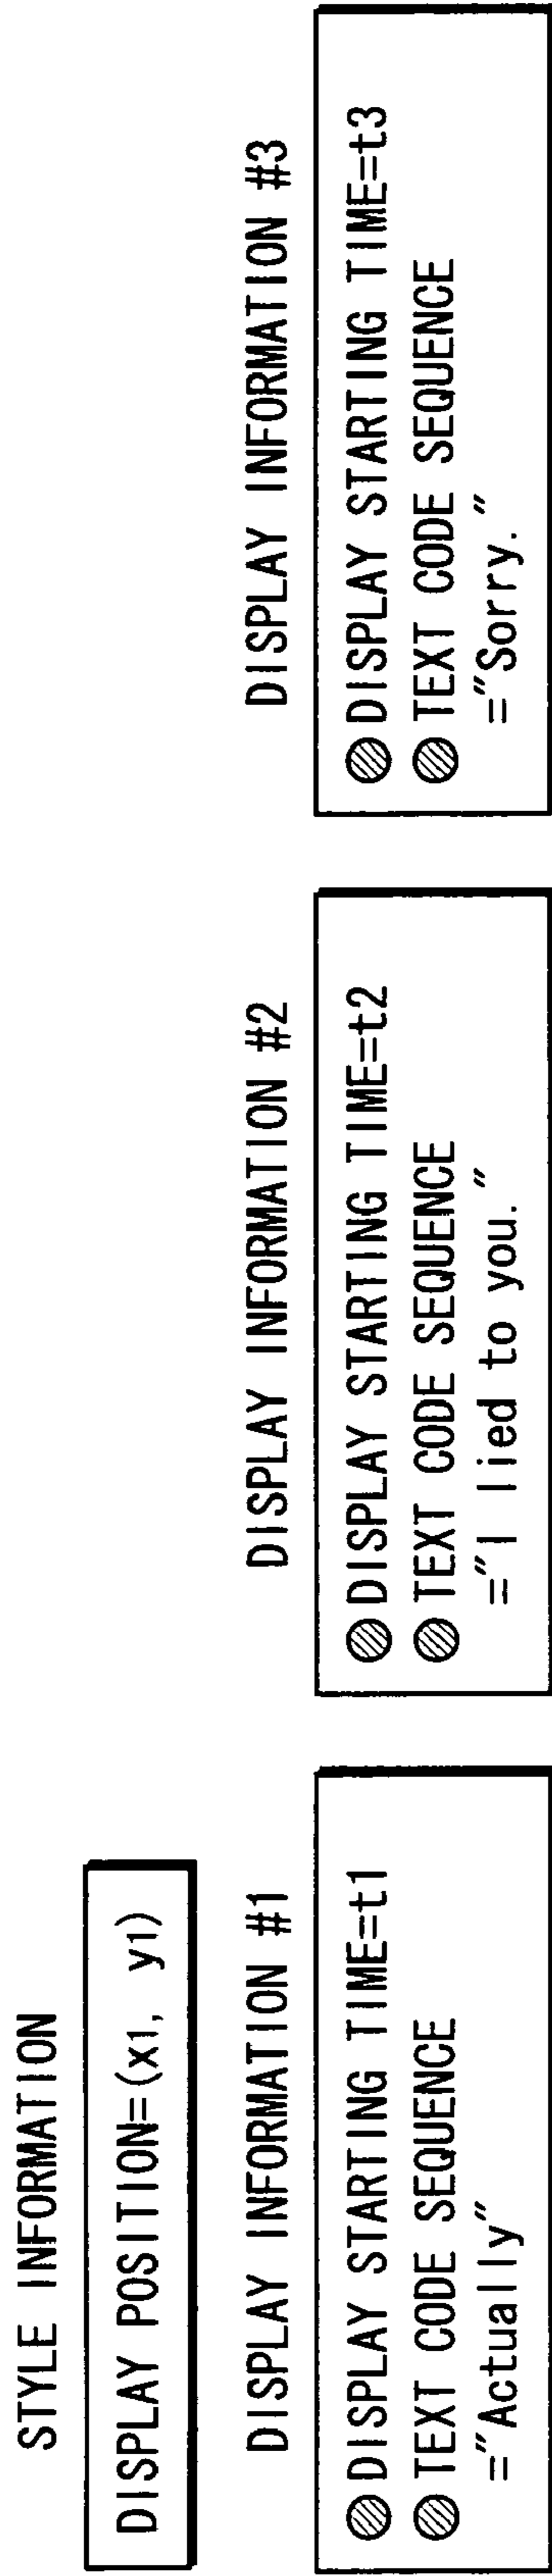 STYLE INFORMATION
DISPLAY POSITION=(x1, y1)
DISPLAY INFORMATION #1
DISPLAY STARTING TIME=t1
TEXT CODE SEQUENCE
="Actually"
DISPLAY INFORMATION #2
DISPLAY STARTING TIME=t2
TEXT CODE SEQUENCE
="I lied to you."
DISPLAY INFORMATION #3
DISPLAY STARTING TIME=t3
TEXT CODE SEQUENCE
="Sorry."